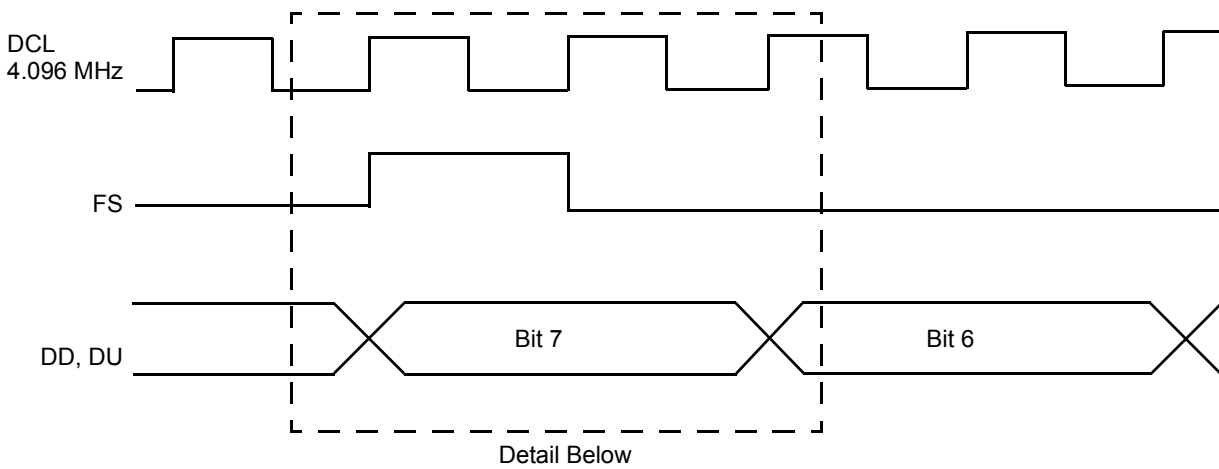 DCL
4.096 MHz
FS
DD, DU
Bit 7
Bit 6
Detail Below